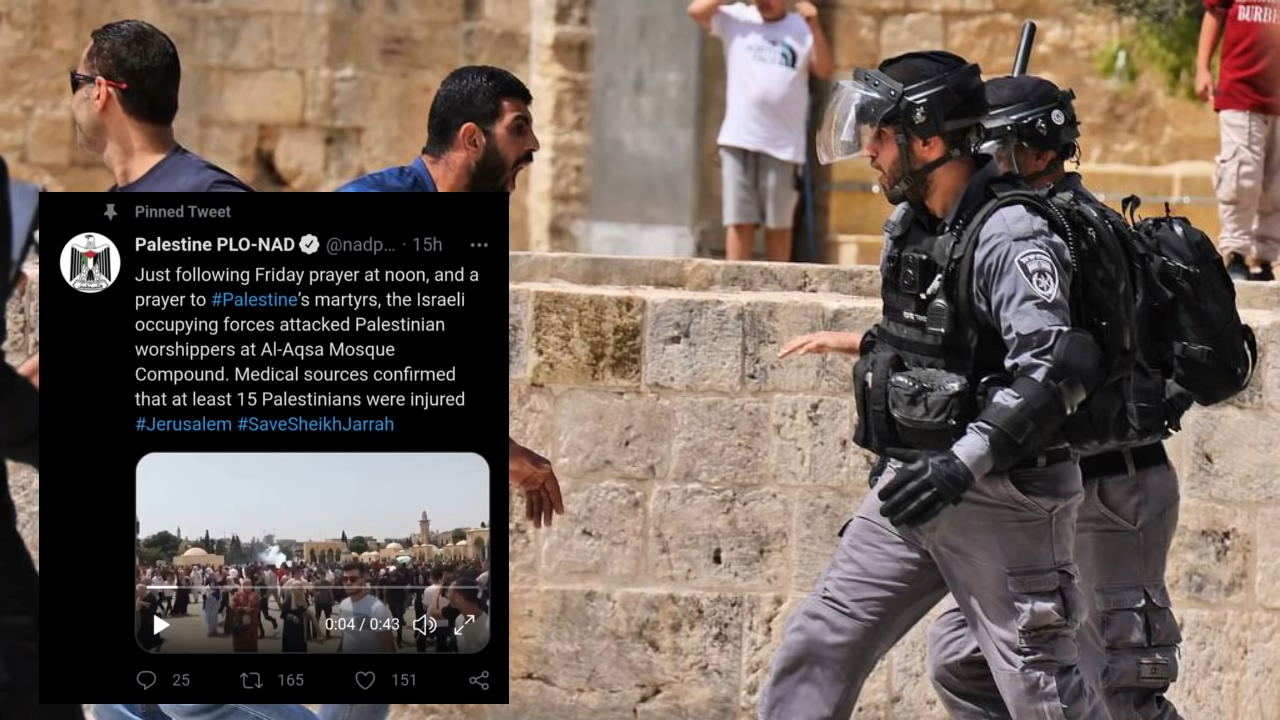 Pinned Tweet
Palestine PLO-NAD @nadp... · 15h
Just following Friday prayer at noon, and a
prayer to #Palestine's martyrs, the Israeli
occupying forces attacked Palestinian
worshippers at Al-Aqsa Mosque
Compound. Medical sources confirmed
that at least 15 Palestinians were injured
#Jerusalem #SaveSheikhJarrah
0:04 / 0:43
25 165 151